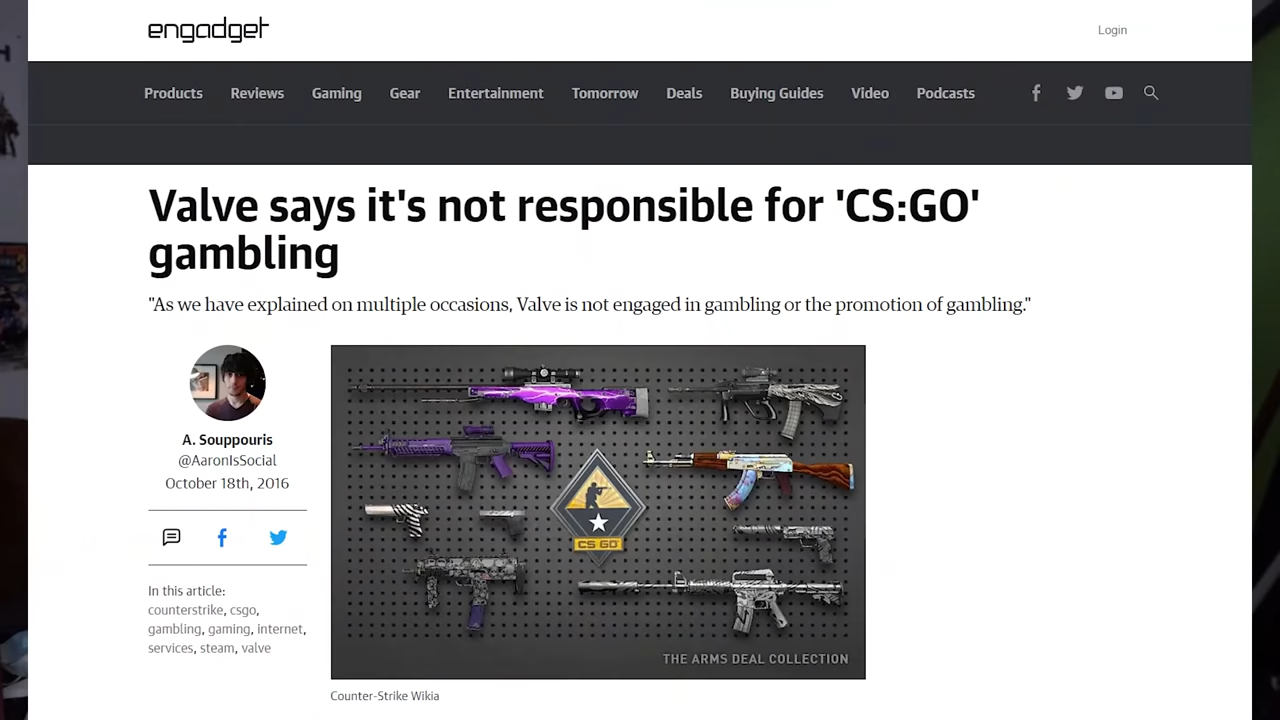 engadget
Login
Products Reviews Gaming Gear Entertainment Tomorrow Deals Buying Guides Video Podcasts
Valve says it's not responsible for 'CS:GO'
gambling
"As we have explained on multiple occasions, Valve is not engaged in gambling or the promotion of gambling."
A. Souppouris
@AaronIsSocial
October 18th, 2016
In this article:
counterstrike, csgo,
gambling, gaming, internet,
services, steam, valve
CS GO
THE ARMS DEAL COLLECTION
Counter-Strike Wikia